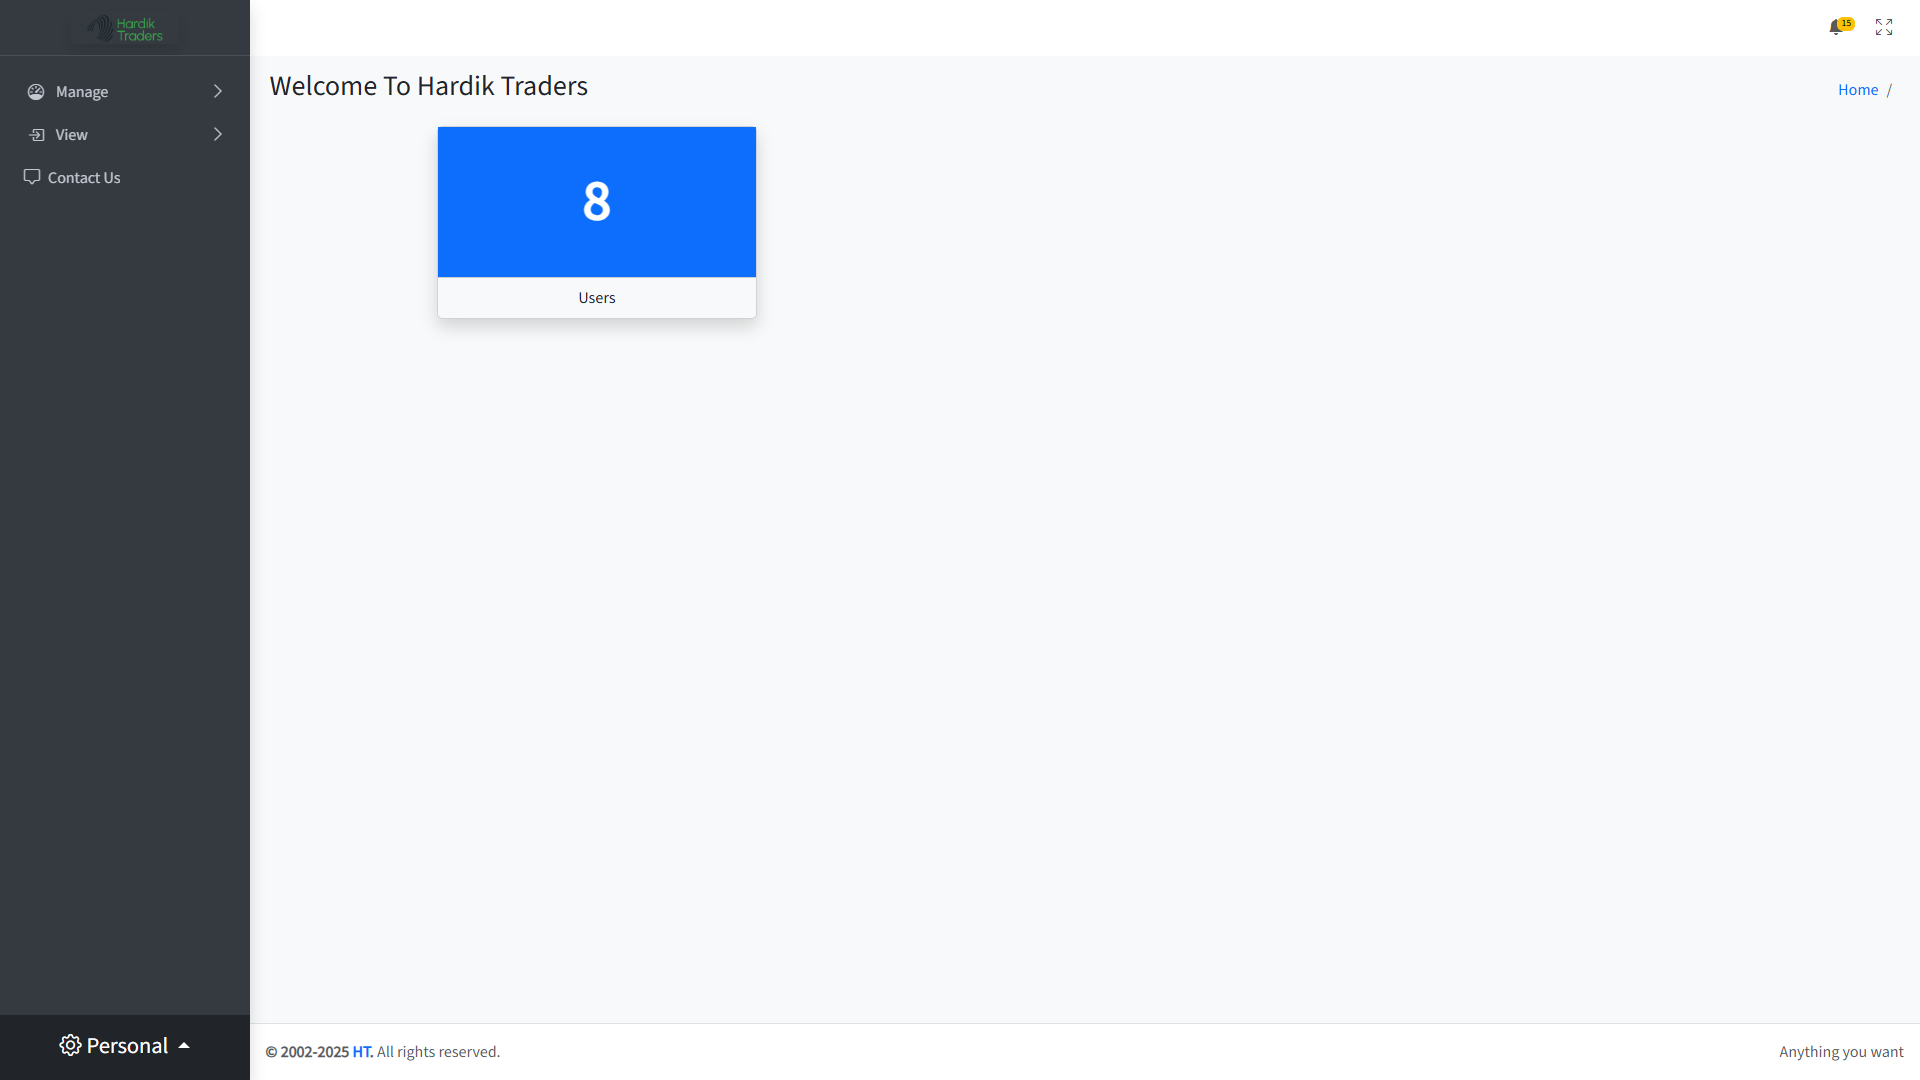 Hardik
Traders
15
Manage
View
Contact Us
Welcome To Hardik Traders
Home /
8
Users
Personal
© 2002-2025 HT. All rights reserved.
Anything you want